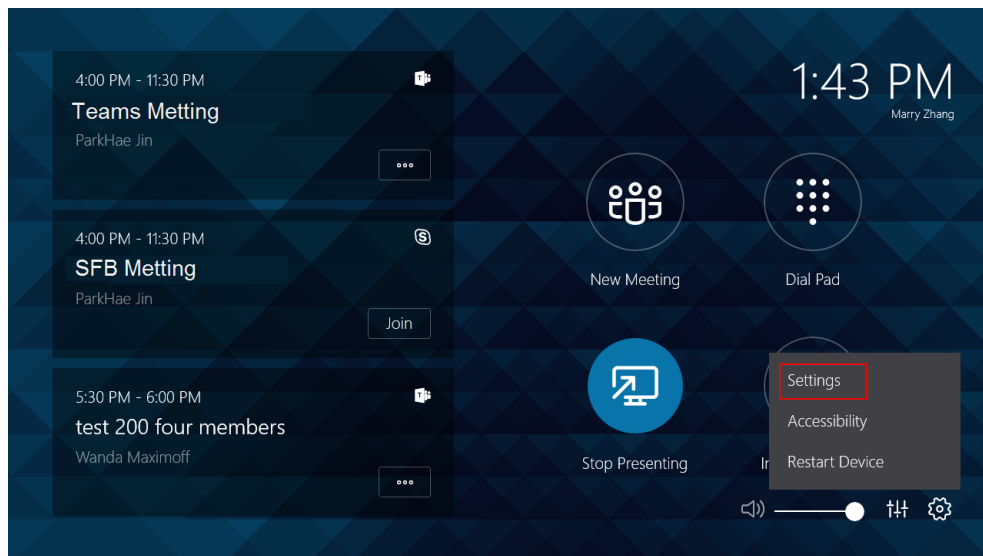 4:00 PM - 11:30 PM
Teams Metting
ParkHae Jin
4:00 PM - 11:30 PM
SFB Metting
ParkHae Jin
Join
5:30 PM - 6:00 PM
test 200 four members
Wanda Maximoff
1:43 PM
Marry Zhang
New Meeting
Dial Pad
Stop Presenting
Settings
Accessibility
Restart Device